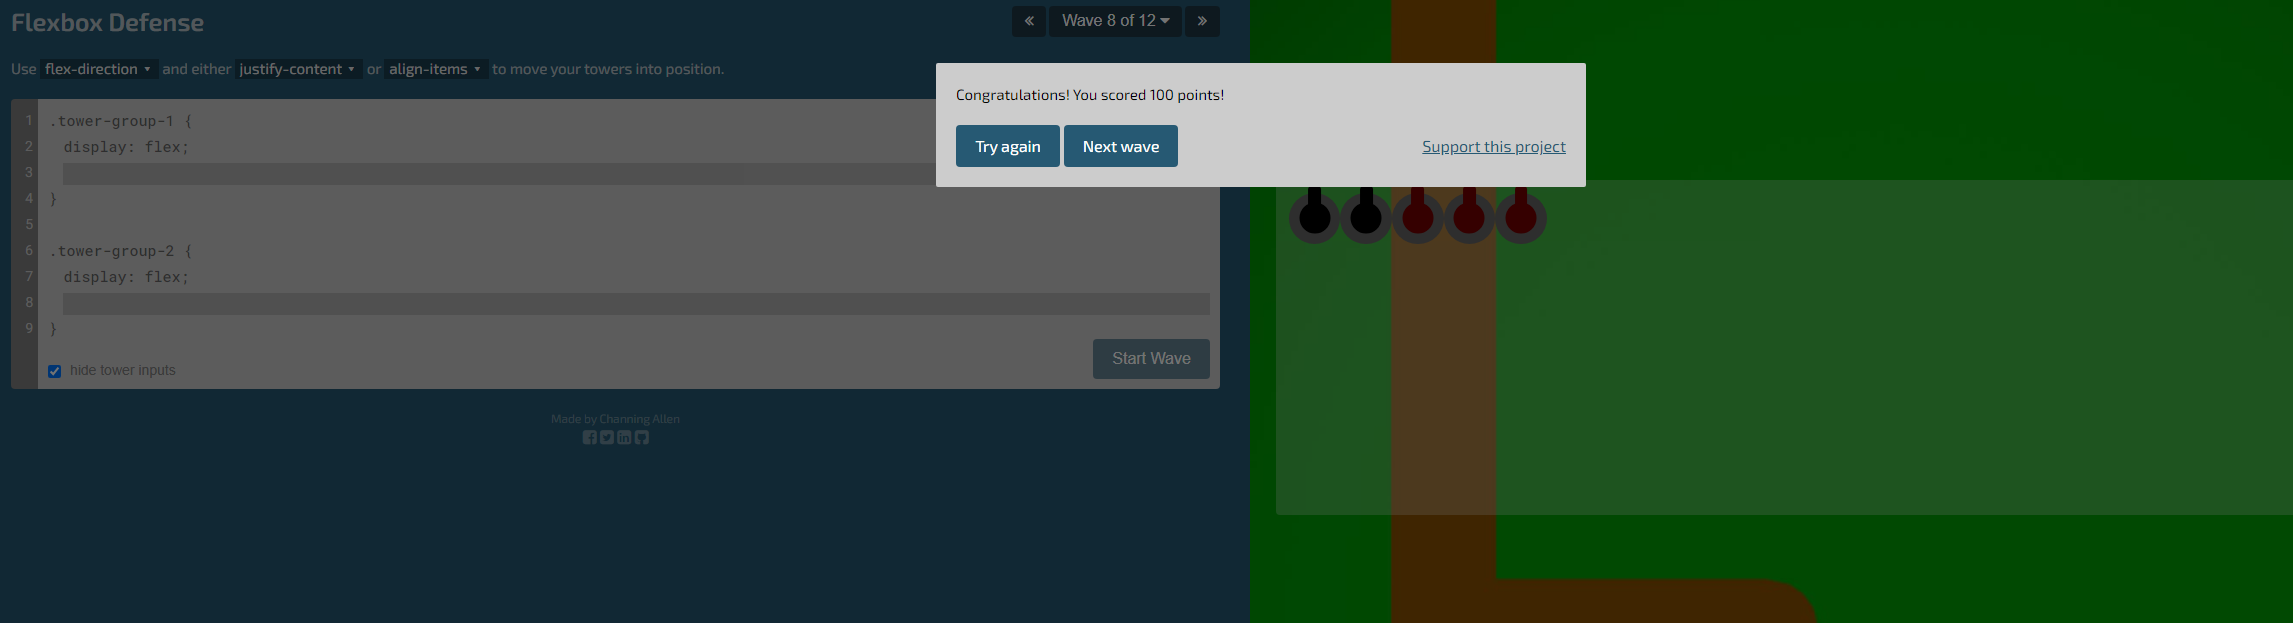 Flexbox Defense
« Wave 8 of 12 »
Use flex-direction and either justify-content or align-items to move your towers into position.
Congratulations! You scored 100 points!
Try again Next wave Support this project
1 .tower-group-1 {
2 display: flex;
3
4 }
5
6 .tower-group-2 {
7 display: flex;
8
9 }
hide tower inputs
Start Wave
Made by Channing Allen